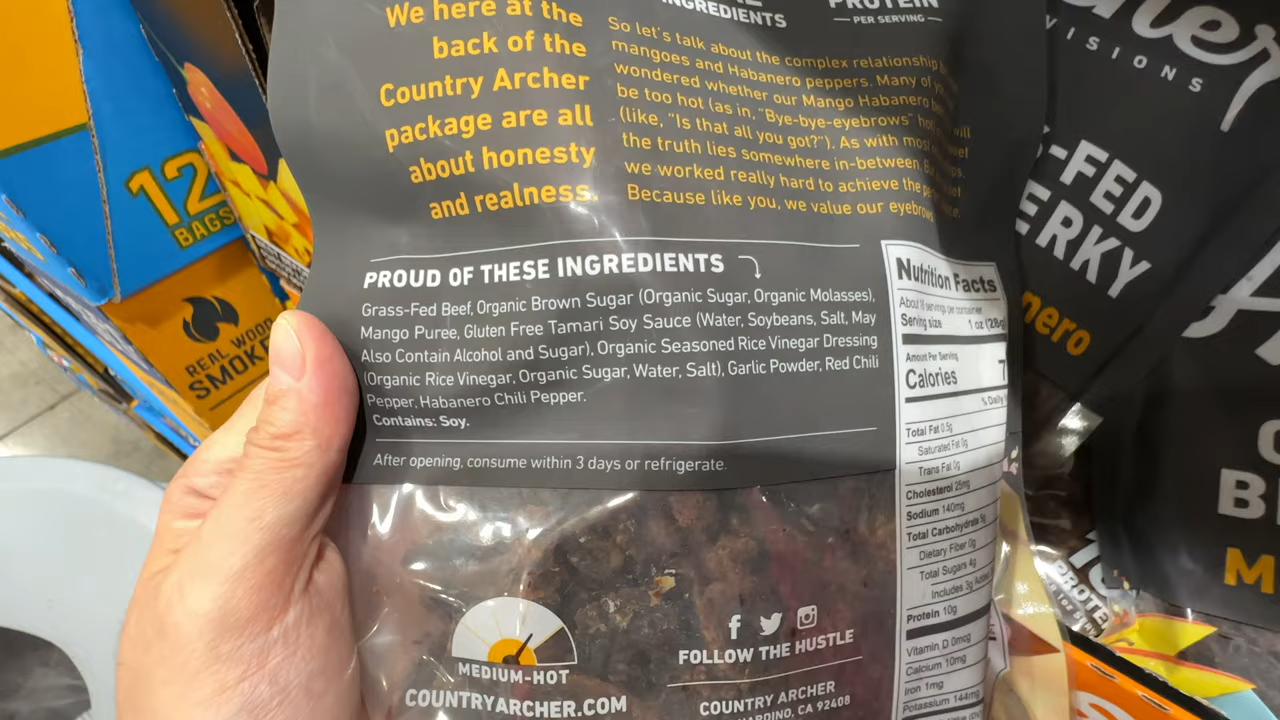 We here at the
back of the
Country Archer
package are all
about honesty
and realness.
INGREDIENTS
PROTEIN
— PER SERVING —
So let's talk about the complex relationship
mangoes and Habanero peppers. Many of
wondered whether our Mango Habanero
be too hot (as in, "Bye-bye-eyebrows"
(like, "Is that all you got?"). As with most
the truth lies somewhere in-between.
we worked really hard to achieve the
Because like you, we value our eyebrows
PROUD OF THESE INGREDIENTS
Grass-Fed Beef, Organic Brown Sugar (Organic Sugar, Organic Molasses),
Mango Puree, Gluten Free Tamari Soy Sauce (Water, Soybeans, Salt, May
Also Contain Alcohol and Sugar), Organic Seasoned Rice Vinegar Dressing
(Organic Rice Vinegar, Organic Sugar, Water, Salt), Garlic Powder, Red Chili
Pepper, Habanero Chili Pepper.
Contains: Soy.
After opening, consume within 3 days or refrigerate.
MEDIUM-HOT
COUNTRYARCHER.COM
FOLLOW THE HUSTLE
COUNTRY ARCHER
, CA 92408
Nutrition Facts
Serving size 1 oz (28g)
Amount Per Serving
Calories 7
% Daily
Total Fat 0.5g
Saturated Fat 0g
Trans Fat 0g
Cholesterol 25mg
Sodium 140mg
Total Carbohydrate 5g
Dietary Fiber 0g
Total Sugars 4g
Includes 3g Added
Protein 10g
Vitamin D 0mcg
Calcium 10mg
Iron 1mg
Potassium 144mg
12
BAGS
REAL WOOD
SMOKE
VISIONS
-FED
ERKY
nero
B
M